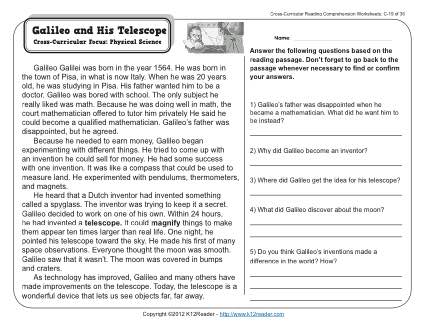 Cross-Curricular Reading Comprehension Worksheets: C-19 of 36
Galileo and His Telescope
Cross-Curricular Focus: Physical Science
Name:
Answer the following questions based on the
reading passage. Don't forget to go back to the
passage whenever necessary to find or confirm
your answers.
Galileo Galilei was born in the year 1564. He was born in
the town of Pisa, in what is now Italy. When he was 20 years
old, he was studying in Pisa. His father wanted him to be a
doctor. Galileo was bored with school. The only subject he
really liked was math. Because he was doing well in math, the
court mathematician offered to tutor him privately He said he
could become a qualified mathematician. Galileo's father was
disappointed, but he agreed.
Because he needed to earn money, Galileo began
experimenting with different things. He tried to come up with
an invention he could sell for money. He had some success
with one invention. It was like a compass that could be used to
measure land. He experimented with pendulums, thermometers,
and magnets.
He heard that a Dutch inventor had invented something
called a spyglass. The inventor was trying to keep it a secret.
Galileo decided to work on one of his own. Within 24 hours,
he had invented a telescope. It could magnify things to make
them appear ten times larger than real life. One night, he
pointed his telescope toward the sky. He made his first of many
space observations. Everyone thought the moon was smooth.
Galileo saw that it wasn't. The moon was covered in bumps
and craters.
As technology has improved, Galileo and many others have
made improvements on the telescope. Today, the telescope is a
wonderful device that lets us see objects far, far away.
1) Galileo's father was disappointed when he
became a mathematician. What did he want him to
be instead?
2) Why did Galileo become an inventor?
3) Where did Galileo get the idea for his telescope?
4) What did Galileo discover about the moon?
5) Do you think Galileo's inventions made a
difference in the world? How?
Copyright ©2012 K12Reader - http://www.k12reader.com